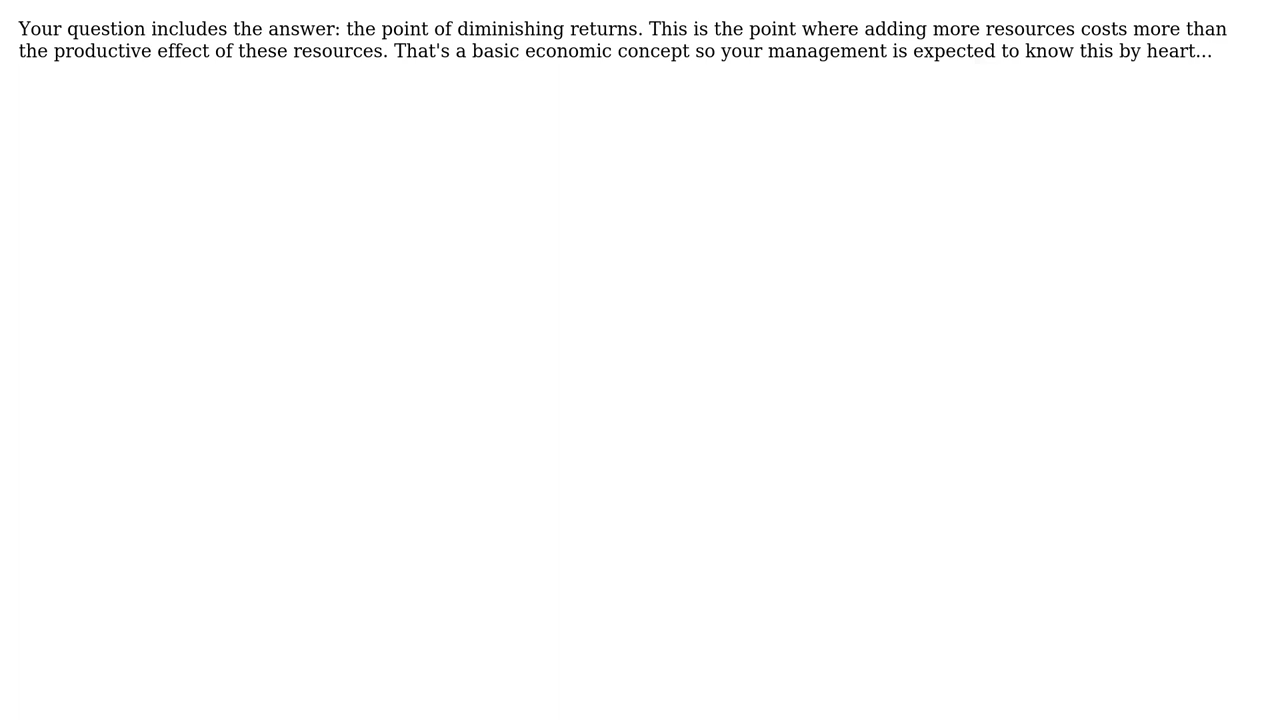 Your question includes the answer: the point of diminishing returns. This is the point where adding more resources costs more than
the productive effect of these resources. That's a basic economic concept so your management is expected to know this by heart...